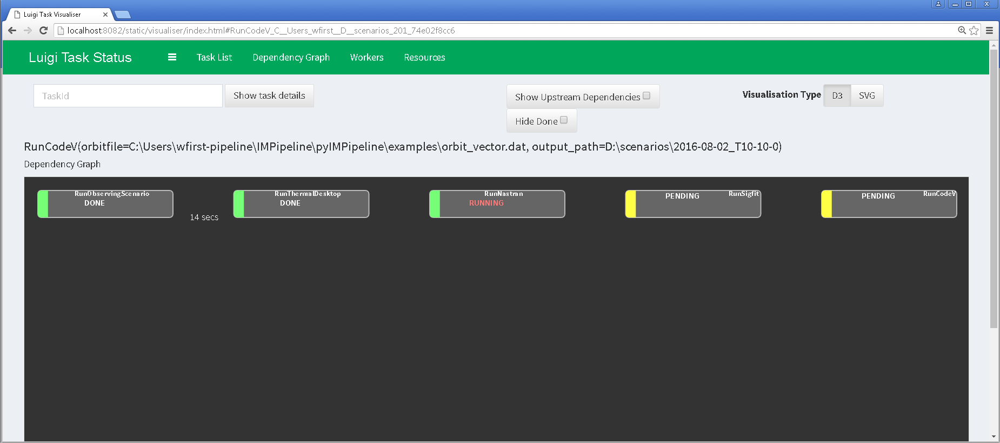 Luigi Task Visualiser
localhost:8082/static/visualiser/index.html#RunCodeV_C__Users_wfirst__D__scenarios_201_74e02f8cc6
Luigi Task Status Task List Dependency Graph Workers Resources
TaskId Show task details Show Upstream Dependencies Visualisation Type D3 SVG
Hide Done
RunCodeV(orbitfile=C:\Users\wfirst-pipeline\IMPipeline\pyIMPipeline\examples\orbit_vector.dat, output_path=D:\scenarios\2016-08-02_T10-10-0)
Dependency Graph
RunObservingScenario RunThermalDesktop RunNastran RunSigfit RunCodeV
DONE DONE RUNNING PENDING PENDING
14 secs